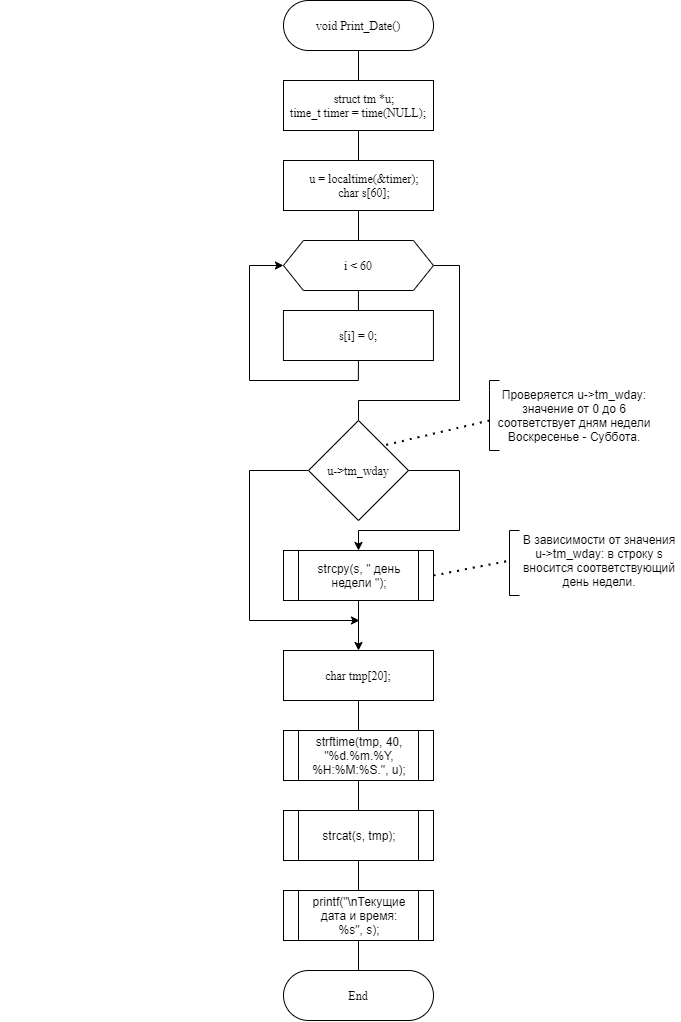 void Print_Date()
struct tm *u;
time_t timer = time(NULL);
u = localtime(&timer);
char s[60];
i < 60
s[i] = 0;
Проверяется u->tm_wday:
значение от 0 до 6
соответствует дням недели
Воскресенье - Суббота.
u->tm_wday
В зависимости от значения
u->tm_wday: в строку s
вносится соответствующий
день недели.
strcpy(s, " день
недели ");
char tmp[20];
strftime(tmp, 40,
"%d.%m.%Y,
%H:%M:%S.", u);
strcat(s, tmp);
printf("\nТекущие
дата и время:
%s", s);
End